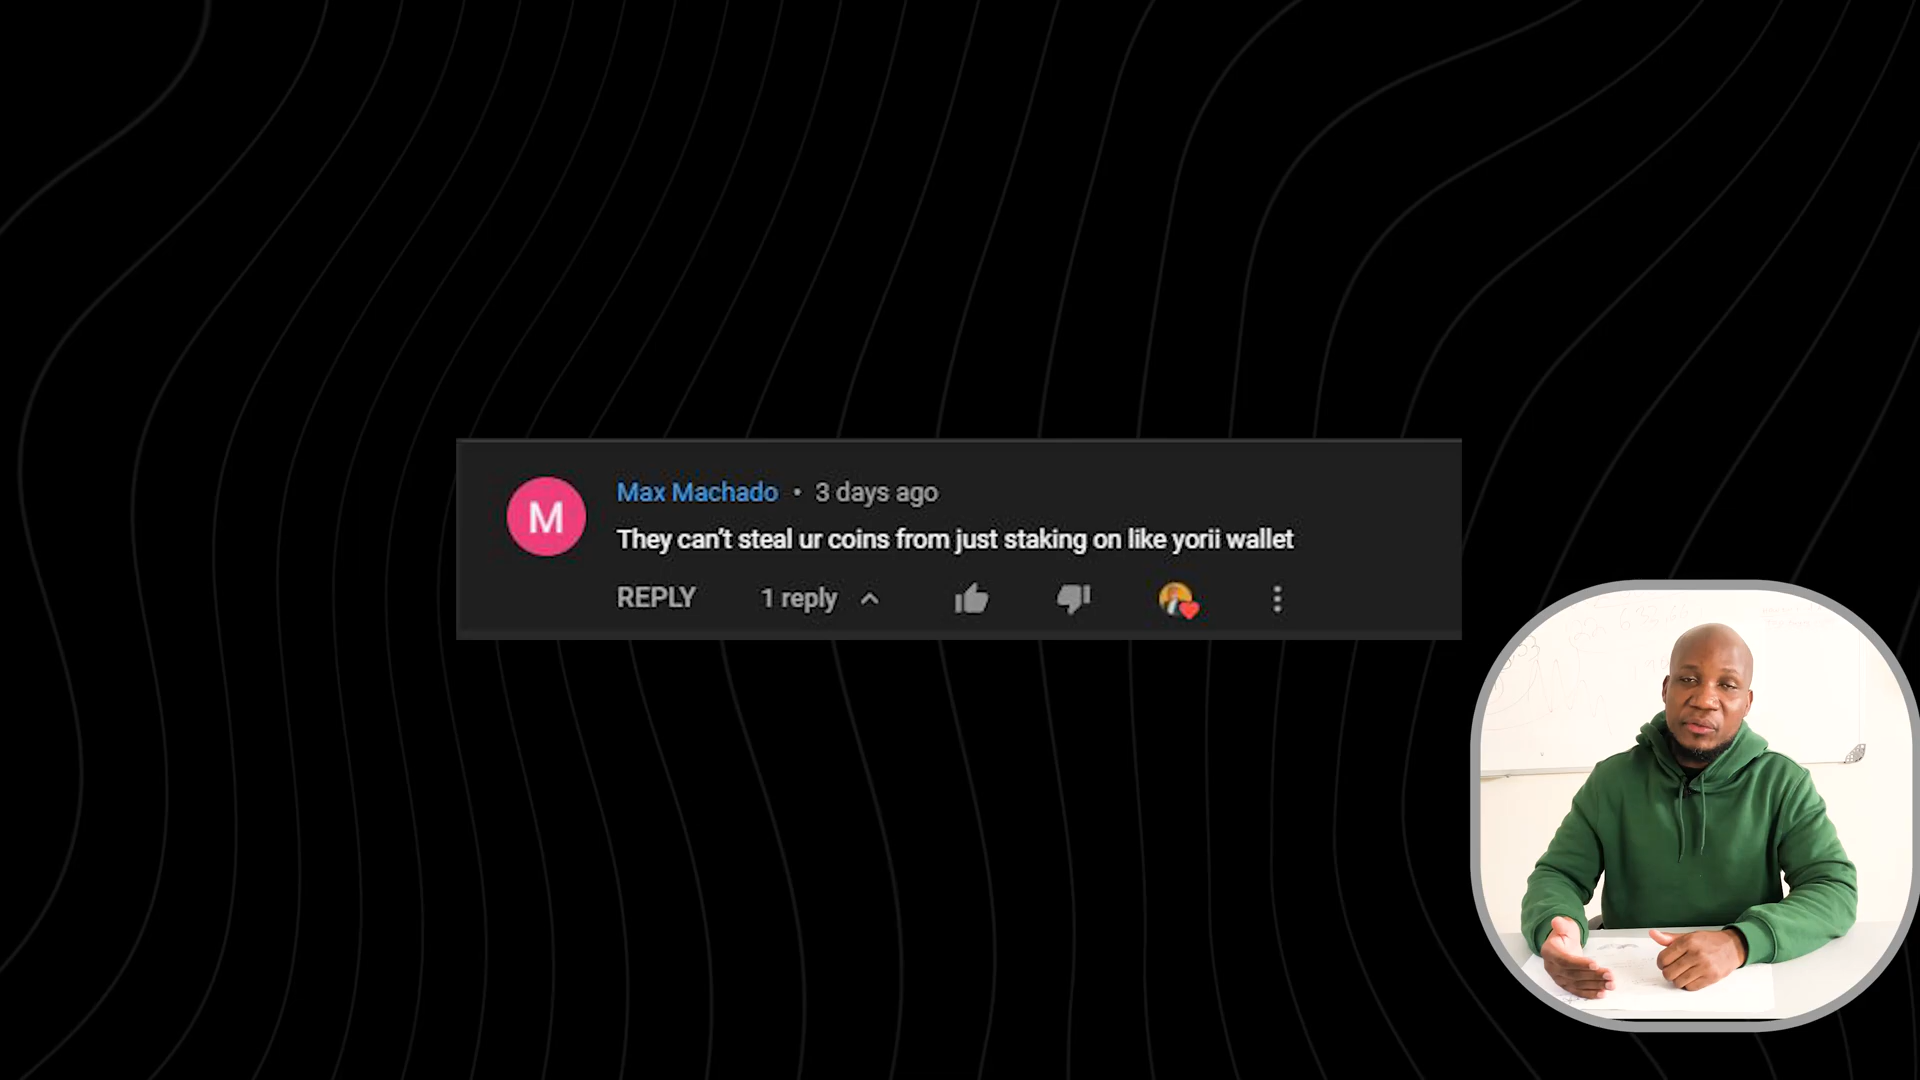 M
Max Machado • 3 days ago
They can't steal ur coins from just staking on like yorii wallet
REPLY 1 reply